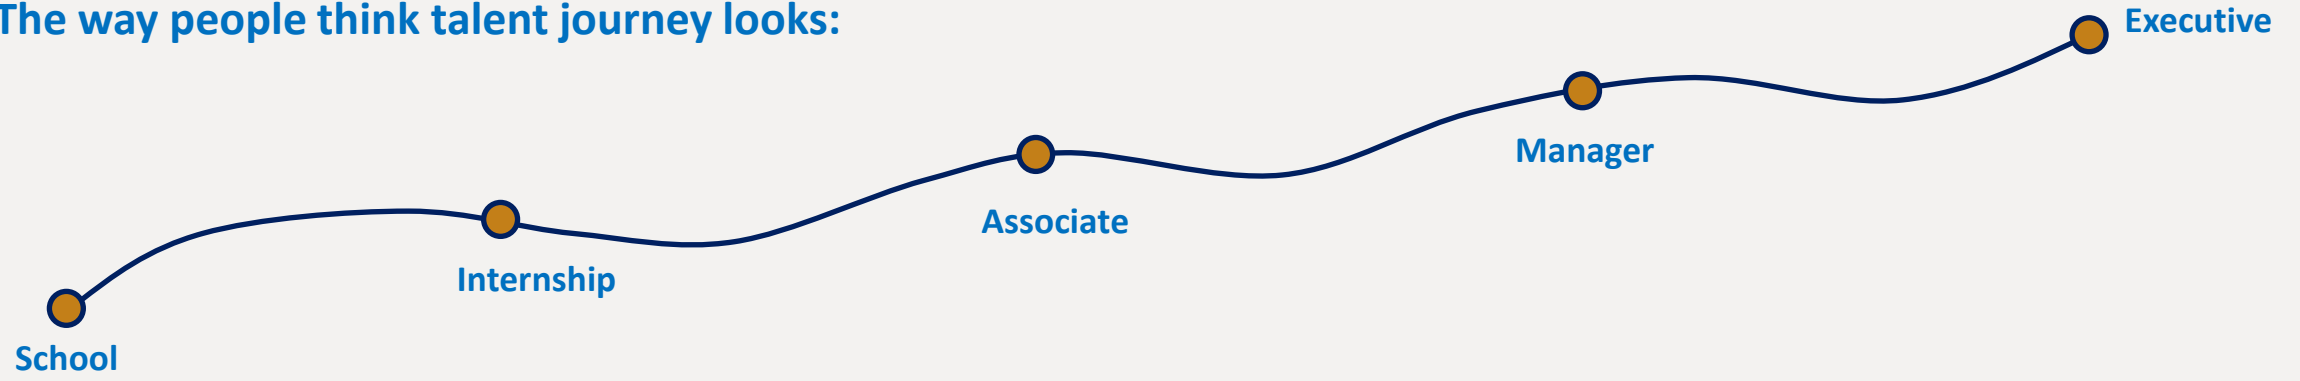 The way people think talent journey looks:
Executive
Manager
Associate
Internship
School